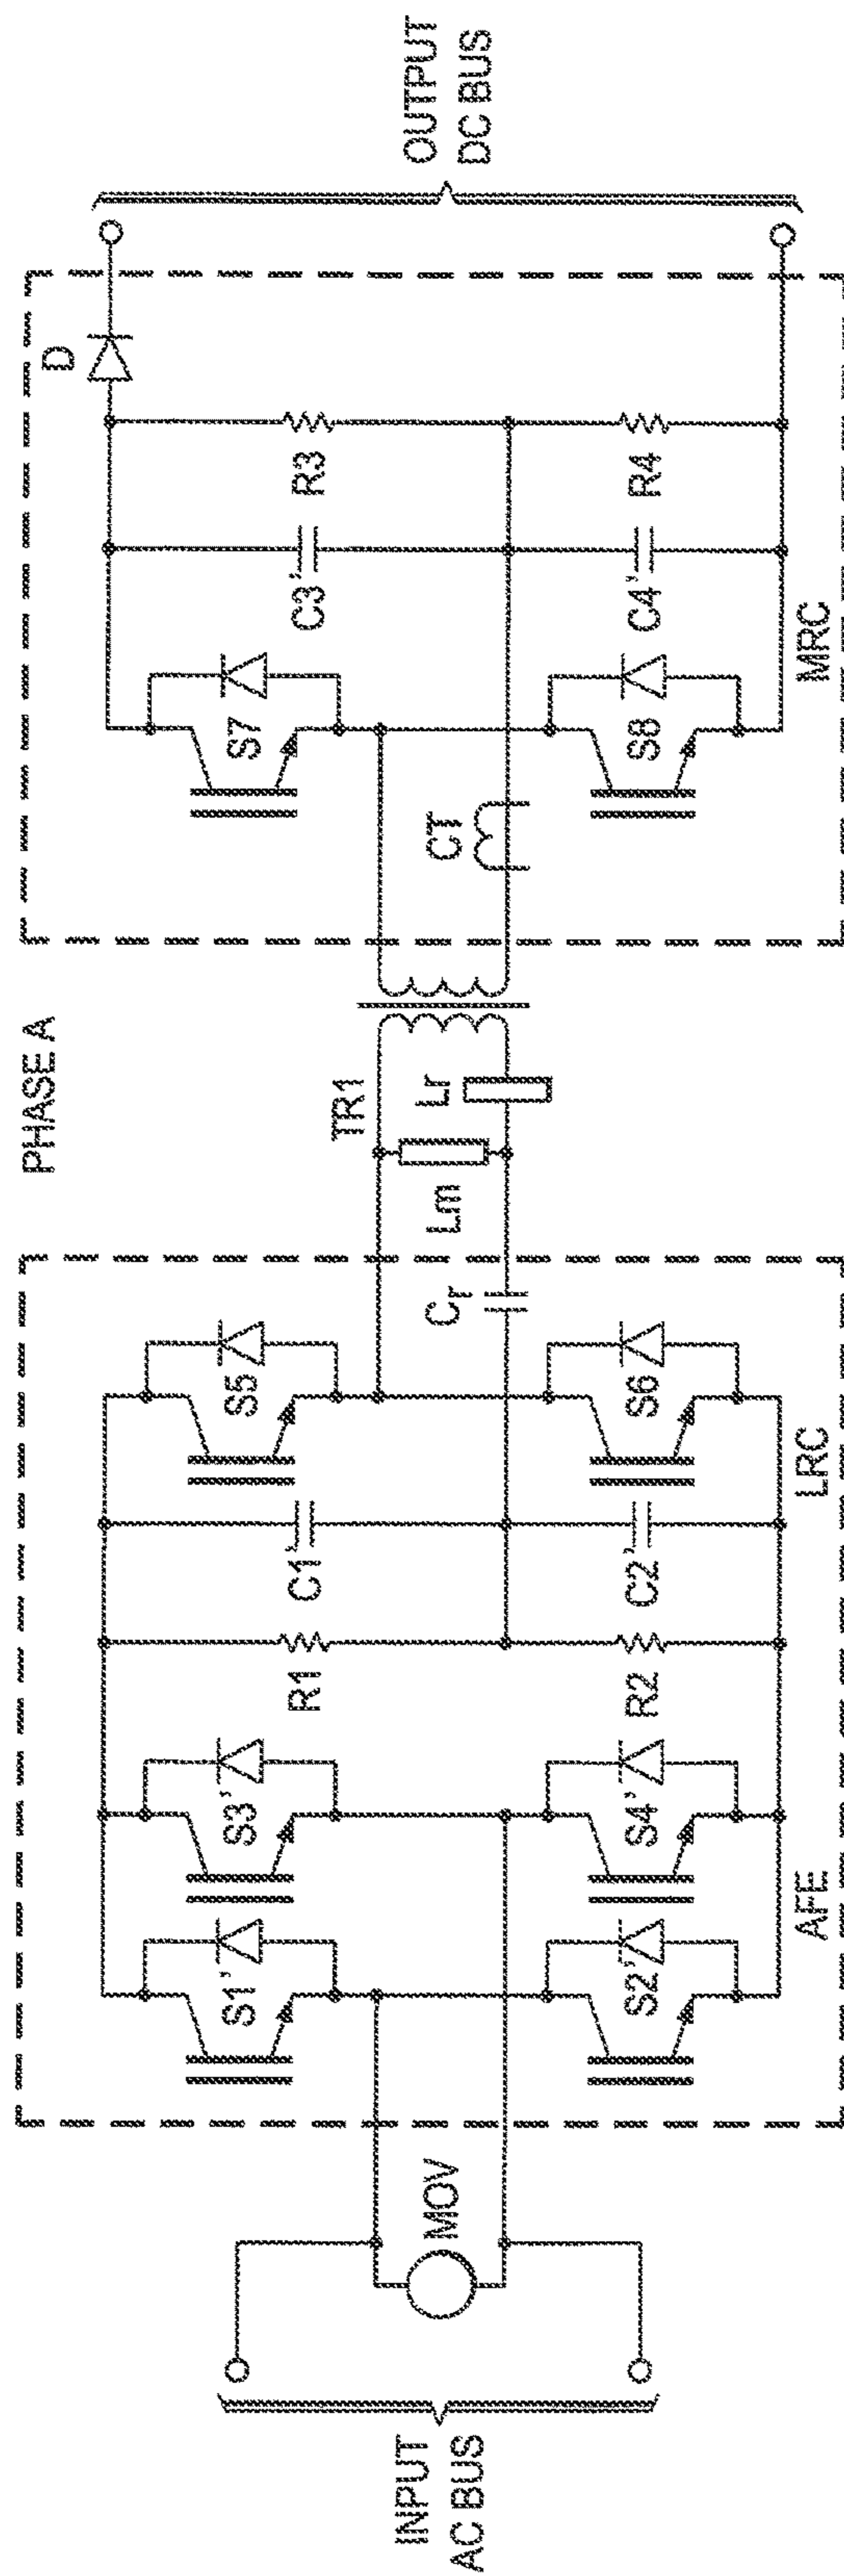 PHASE A
INPUT
AC BUS
MOV
S1'
S2'
S3'
S4'
AFE
R1
R2
C1'
C2'
S5
S6
LRC
Cr
Lm
Lr
TR1
CT
S7
S8
C3'
C4'
MRC
R3
R4
D
OUTPUT
DC BUS